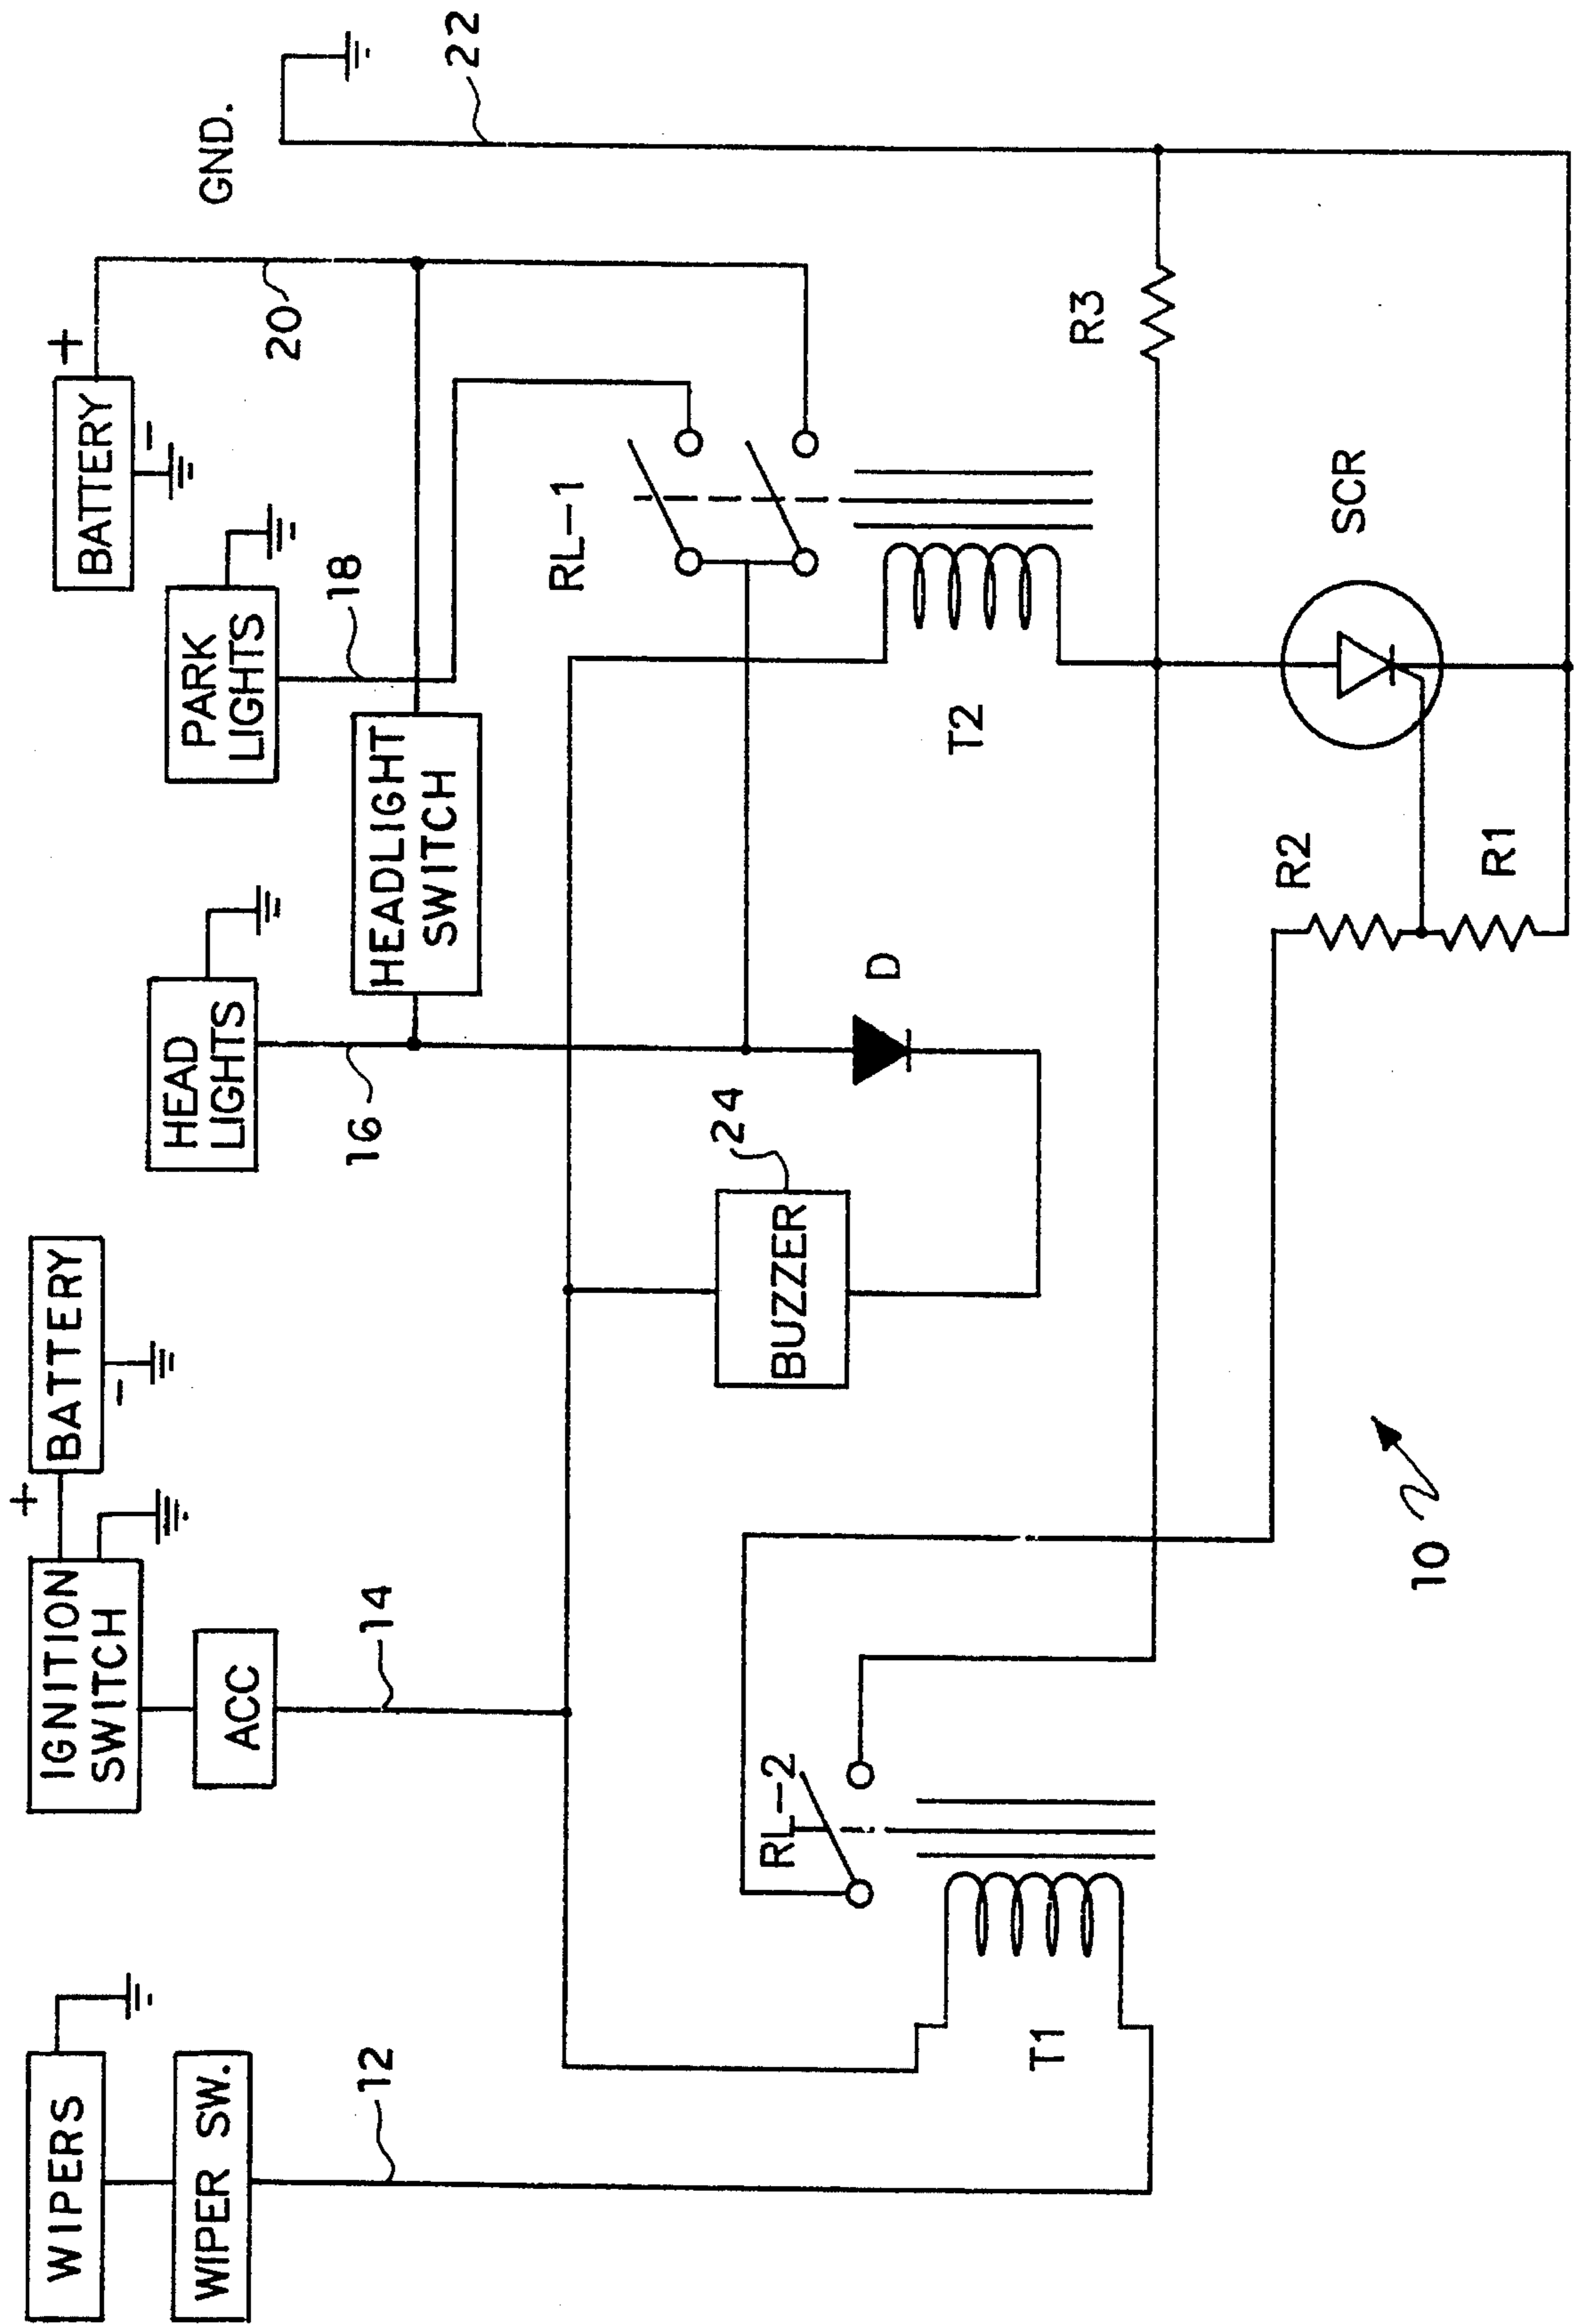 WIPERS
WIPER SW.
12
IGNITION
SWITCH
+
BATTERY
-
ACC
14
HEAD
LIGHTS
16
PARK
LIGHTS
18
BATTERY
+
-
20
GND.
22
HEADLIGHT
SWITCH
RL-1
BUZZER
24
D
T2
R3
RL-2
T1
SCR
R2
R1
10